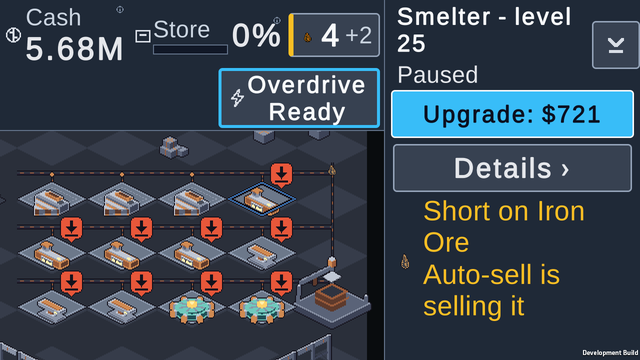 Cash
5.68M
Store
0%
4 +2
Overdrive
Ready
Smelter - level
25
Paused
Upgrade: $721
Details ›
Short on Iron
Ore
Auto-sell is
selling it
Development Build